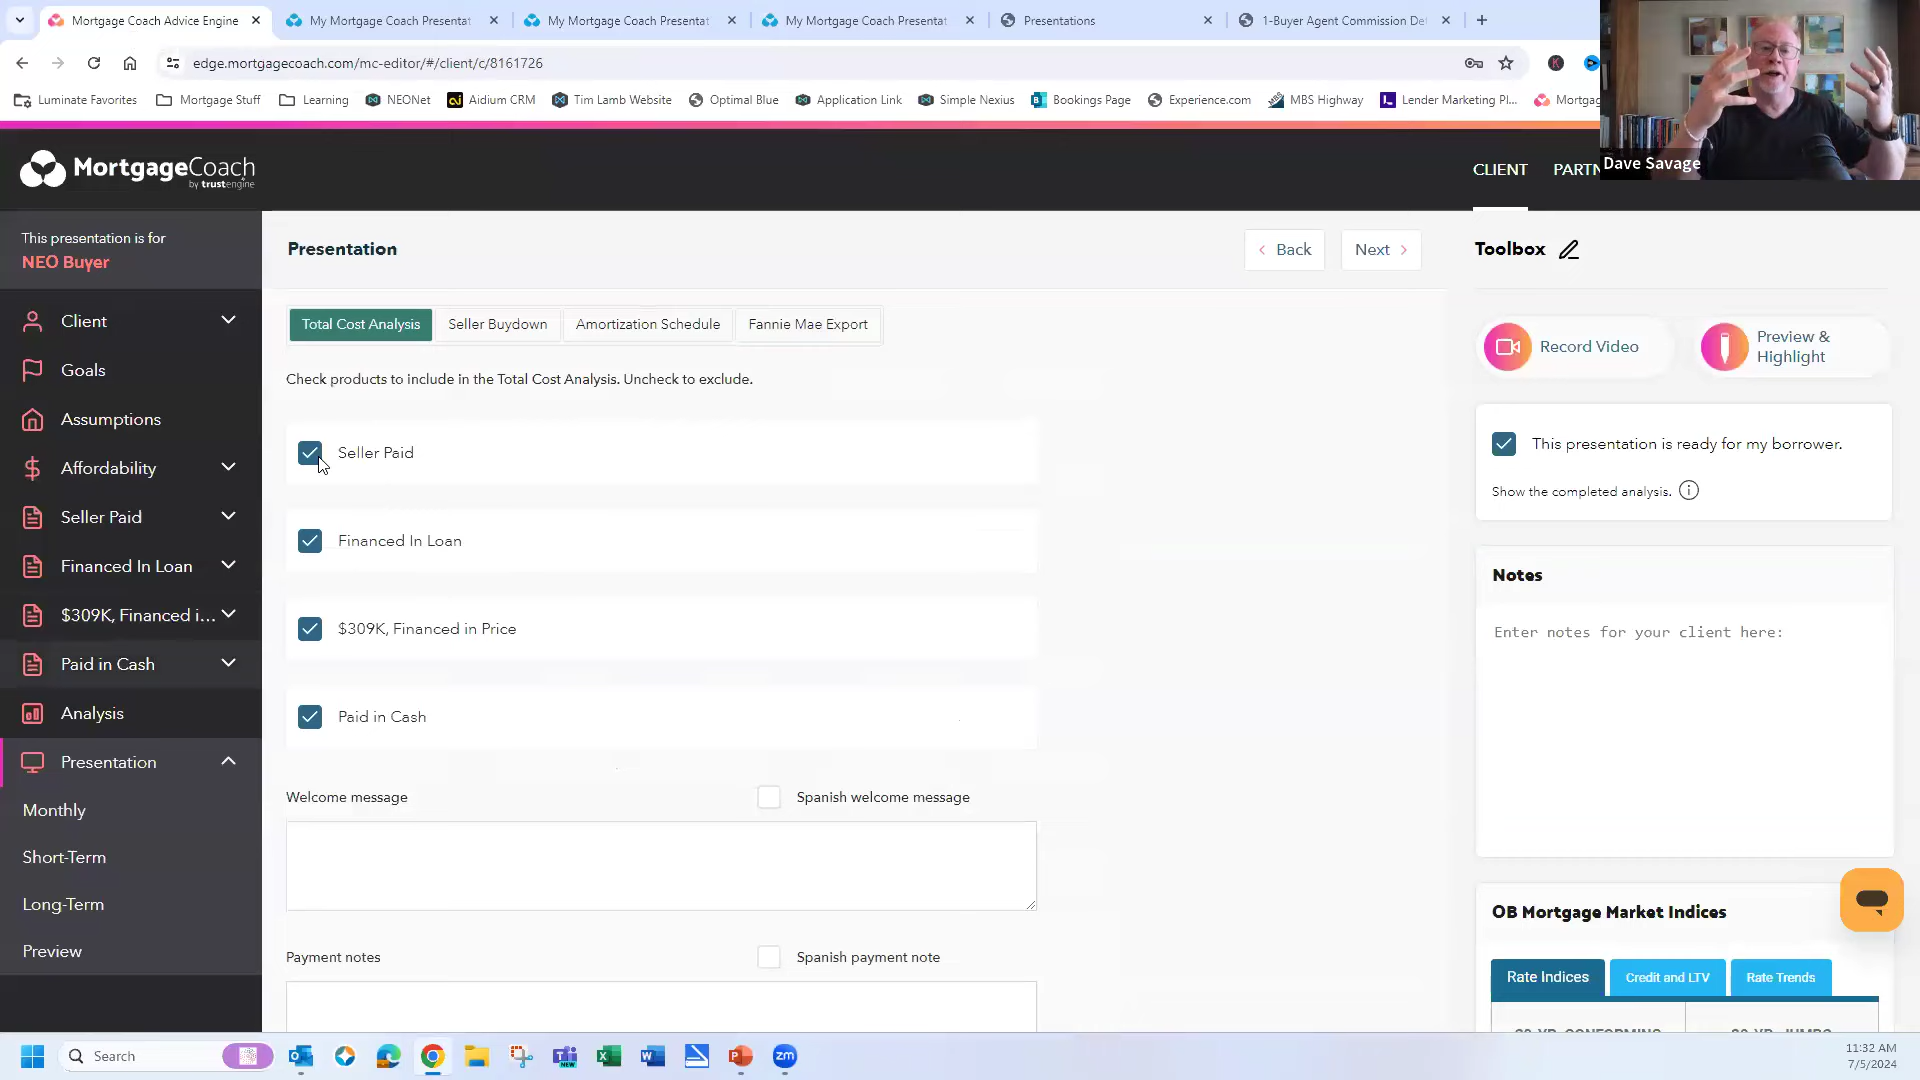 Mortgage Coach Advice Engine
My Mortgage Coach Presentat
My Mortgage Coach Presentat
My Mortgage Coach Presentat
Presentations
1-Buyer Agent Commission De
edge.mortgagecoach.com/mc-editor/#/client/c/8161726
Luminate Favorites
Mortgage Stuff
Learning
NEONet
Aidium CRM
Tim Lamb Website
Optimal Blue
Application Link
Simple Nexius
Bookings Page
Experience.com
MBS Highway
Lender Marketing Pl...
Mortgag
Dave Savage
MortgageCoach
by trustengine
CLIENT
PARTN
This presentation is for
NEO Buyer
Client
Goals
Assumptions
Affordability
Seller Paid
Financed In Loan
$309K, Financed i...
Paid in Cash
Analysis
Presentation
Monthly
Short-Term
Long-Term
Preview
Presentation
Back
Next
Total Cost Analysis
Seller Buydown
Amortization Schedule
Fannie Mae Export
Check products to include in the Total Cost Analysis. Uncheck to exclude.
Seller Paid
Financed In Loan
$309K, Financed in Price
Paid in Cash
Welcome message
Spanish welcome message
Payment notes
Spanish payment note
Toolbox
Record Video
Preview &
Highlight
This presentation is ready for my borrower.
Show the completed analysis.
Notes
Enter notes for your client here:
OB Mortgage Market Indices
Rate Indices
Credit and LTV
Rate Trends
Search
11:32 AM
7/5/2024